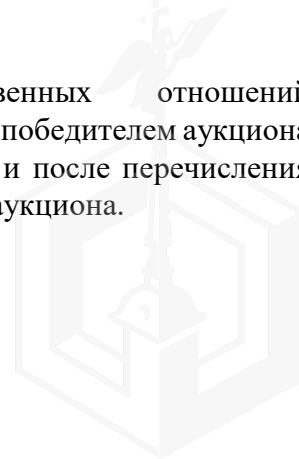 венных отношений
победителем аукциона
и после перечисления
аукциона.